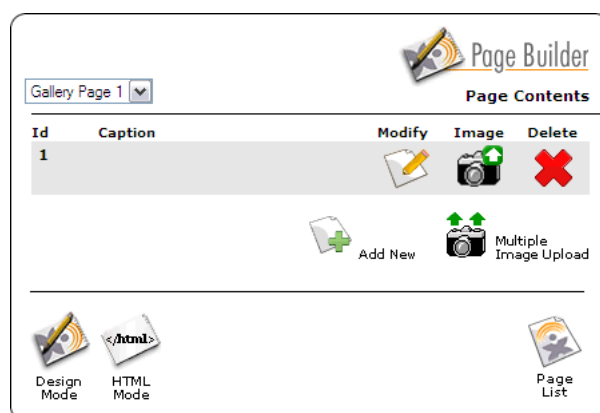 Page Builder
Gallery Page 1
Page Contents
Id Caption Modify Image Delete
1
Add New
Multiple
Image Upload
</html>
Design
Mode
HTML
Mode
Page
List